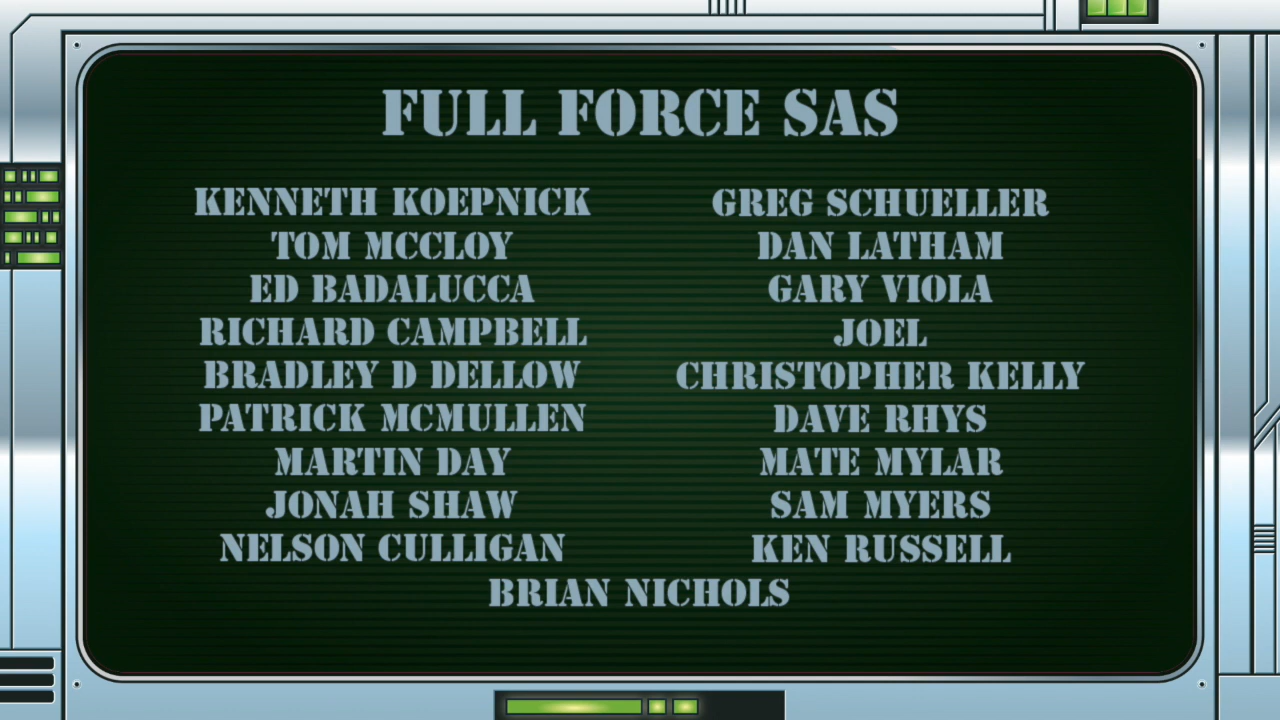 FULL FORCE SAS
KENNETH KOEPNICK
TOM MCCLOY
ED BADALUCCA
RICHARD CAMPBELL
BRADLEY D DELLOW
PATRICK MCMULLEN
MARTIN DAY
JONAH SHAW
NELSON CULLIGAN
GREG SCHUELLER
DAN LATHAM
GARY VIOLA
JOEL
CHRISTOPHER KELLY
DAVE RHYS
MATE MYLAR
SAM MYERS
KEN RUSSELL
BRIAN NICHOLS